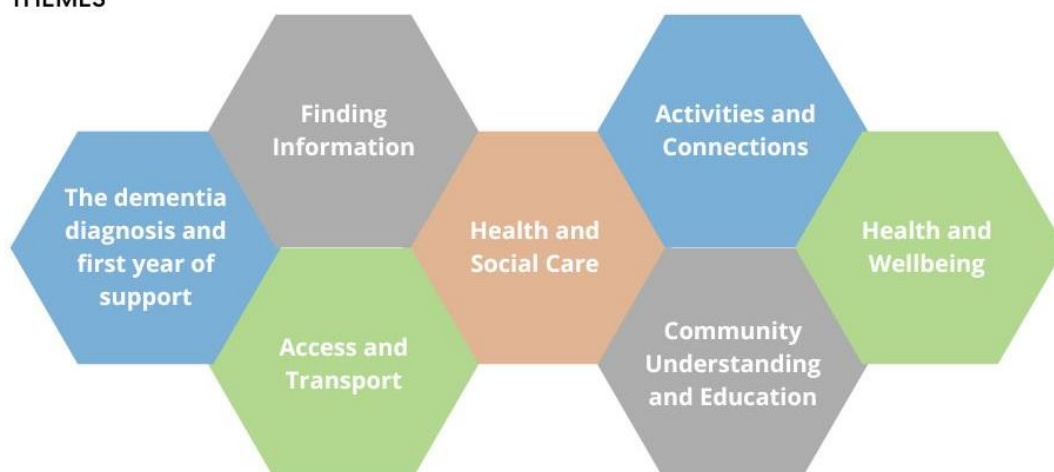 THEMES
Finding
Information
Activities and
Connections
The dementia
diagnosis and
first year of
support
Health and
Social Care
Health and
Wellbeing
Access and
Transport
Community
Understanding
and Education